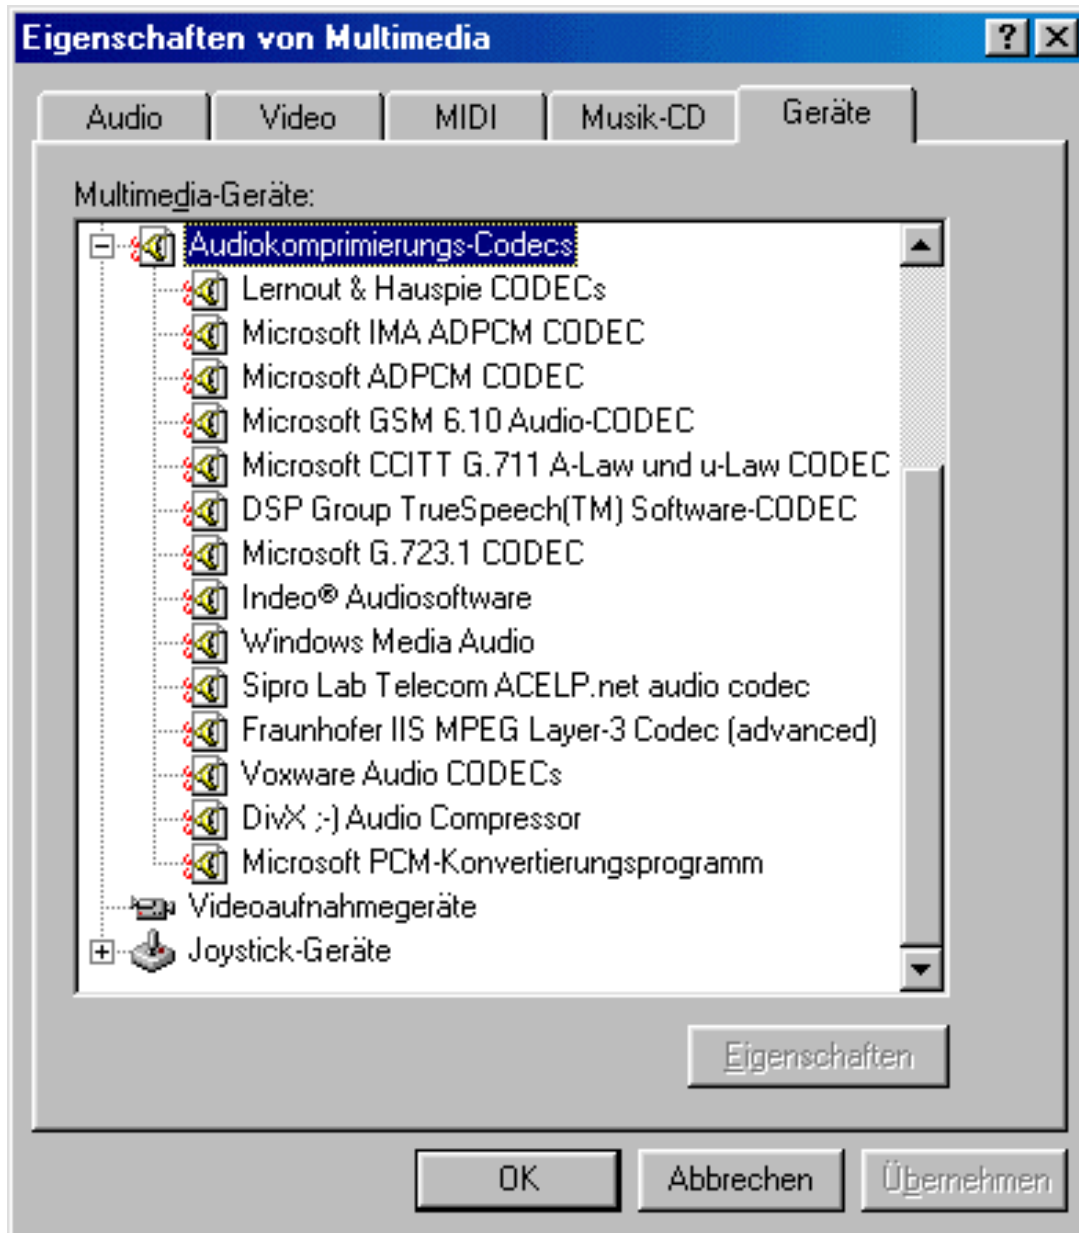 Eigenschaften von Multimedia
Audio
Video
MIDI
Musik-CD
Geräte
Multimedia-Geräte:
Audiokomprimierungs-Codecs
Lernout & Hauspie CODECs
Microsoft IMA ADPCM CODEC
Microsoft ADPCM CODEC
Microsoft GSM 6.10 Audio-CODEC
Microsoft CCITT G.711 A-Law und u-Law CODEC
DSP Group TrueSpeech(TM) Software-CODEC
Microsoft G.723.1 CODEC
Indeo® Audiosoftware
Windows Media Audio
Sipro Lab Telecom ACELP.net audio codec
Fraunhofer IIS MPEG Layer-3 Codec (advanced)
Voxware Audio CODECs
DivX ;-) Audio Compressor
Microsoft PCM-Konvertierungsprogramm
Videoaufnahmegeräte
Joystick-Geräte
Eigenschaften
OK
Abbrechen
Übernehmen